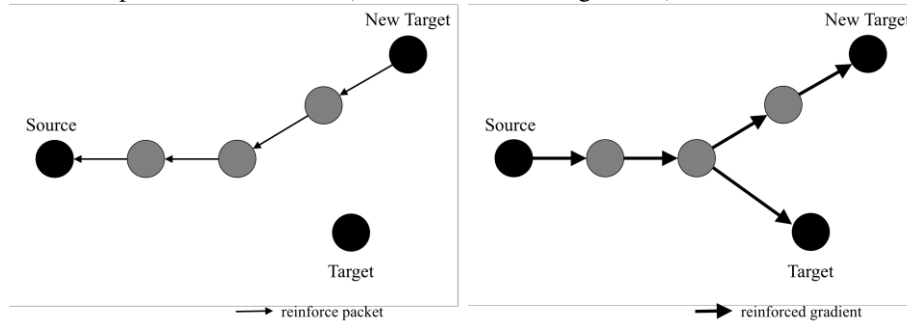 New Target
Source
Target
reinforce packet
New Target
Source
Target
reinforced gradient